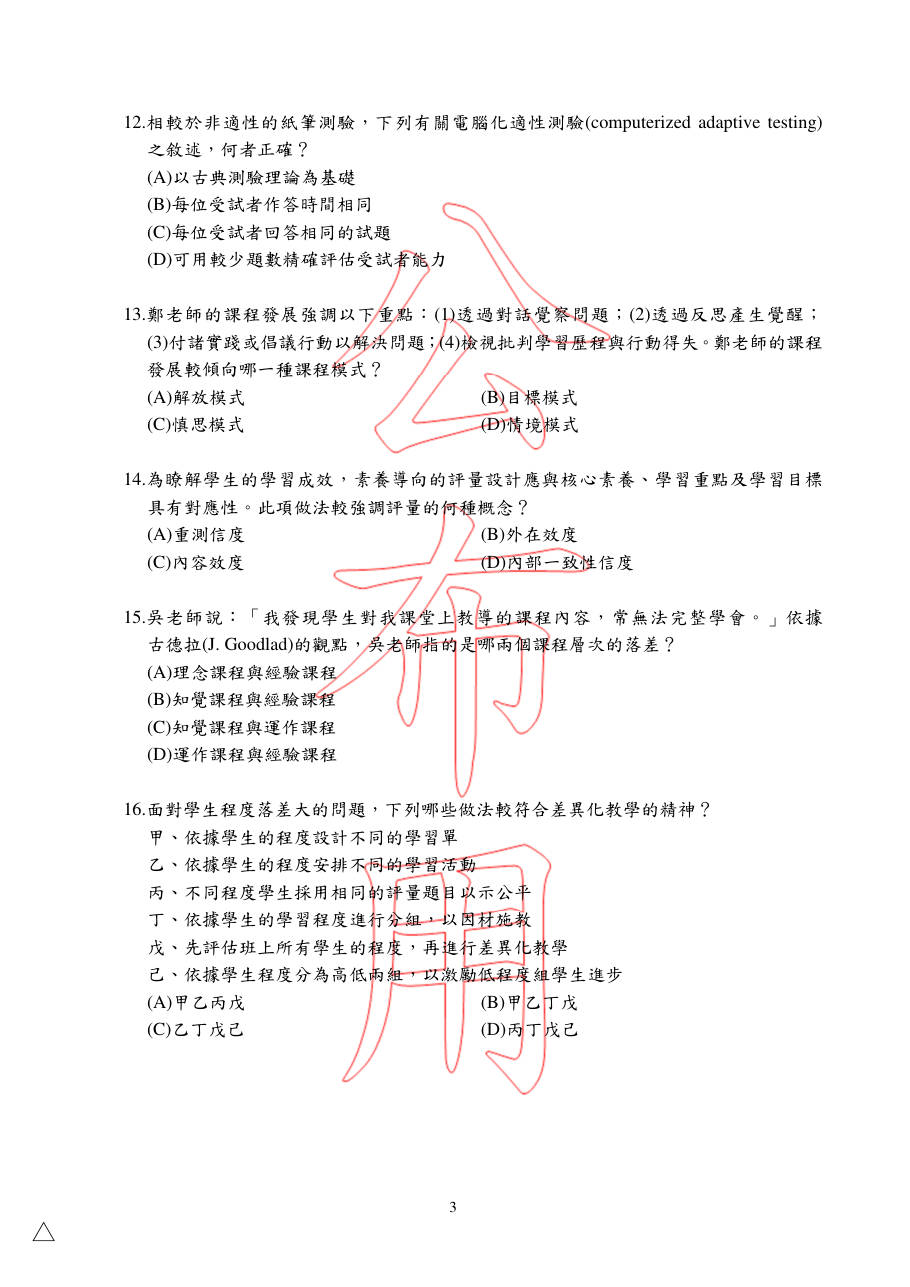 12.相較於非適性的紙筆測驗，下列有關電腦化適性測驗(computerized adaptive testing)
之敘述，何者正確？
(A)以古典測驗理論為基礎
(B)每位受試者作答時間相同
(C)每位受試者回答相同的試題
(D)可用較少題數精確評估受試者能力
13.鄭老師的課程發展強調以下重點：(1)透過對話覺察問題；(2)透過反思產生覺醒；
(3)付諸實踐或倡議行動以解決問題；(4)檢視批判學習歷程與行動得失。鄭老師的課程
發展較傾向哪一種課程模式？
(A)解放模式 (B)目標模式
(C)慎思模式 (D)情境模式
14.為瞭解學生的學習成效，素養導向的評量設計應與核心素養、學習重點及學習目標
具有對應性。此項做法較強調評量的何種概念？
(A)重測信度 (B)外在效度
(C)內容效度 (D)內部一致性信度
15.吳老師說：「我發現學生對我課堂上教導的課程內容，常無法完整學會。」依據
古德拉(J. Goodlad)的觀點，吳老師指的是哪兩個課程層次的落差？
(A)理念課程與經驗課程
(B)知覺課程與經驗課程
(C)知覺課程與運作課程
(D)運作課程與經驗課程
16.面對學生程度落差大的問題，下列哪些做法較符合差異化教學的精神？
甲、依據學生的程度設計不同的學習單
乙、依據學生的程度安排不同的學習活動
丙、不同程度學生採用相同的評量題目以示公平
丁、依據學生的學習程度進行分組，以因材施教
戊、先評估班上所有學生的程度，再進行差異化教學
己、依據學生程度分為高低兩組，以激勵低程度組學生進步
(A)甲乙丙戊 (B)甲乙丁戊
(C)乙丁戊己 (D)丙丁戊己
公布用
3